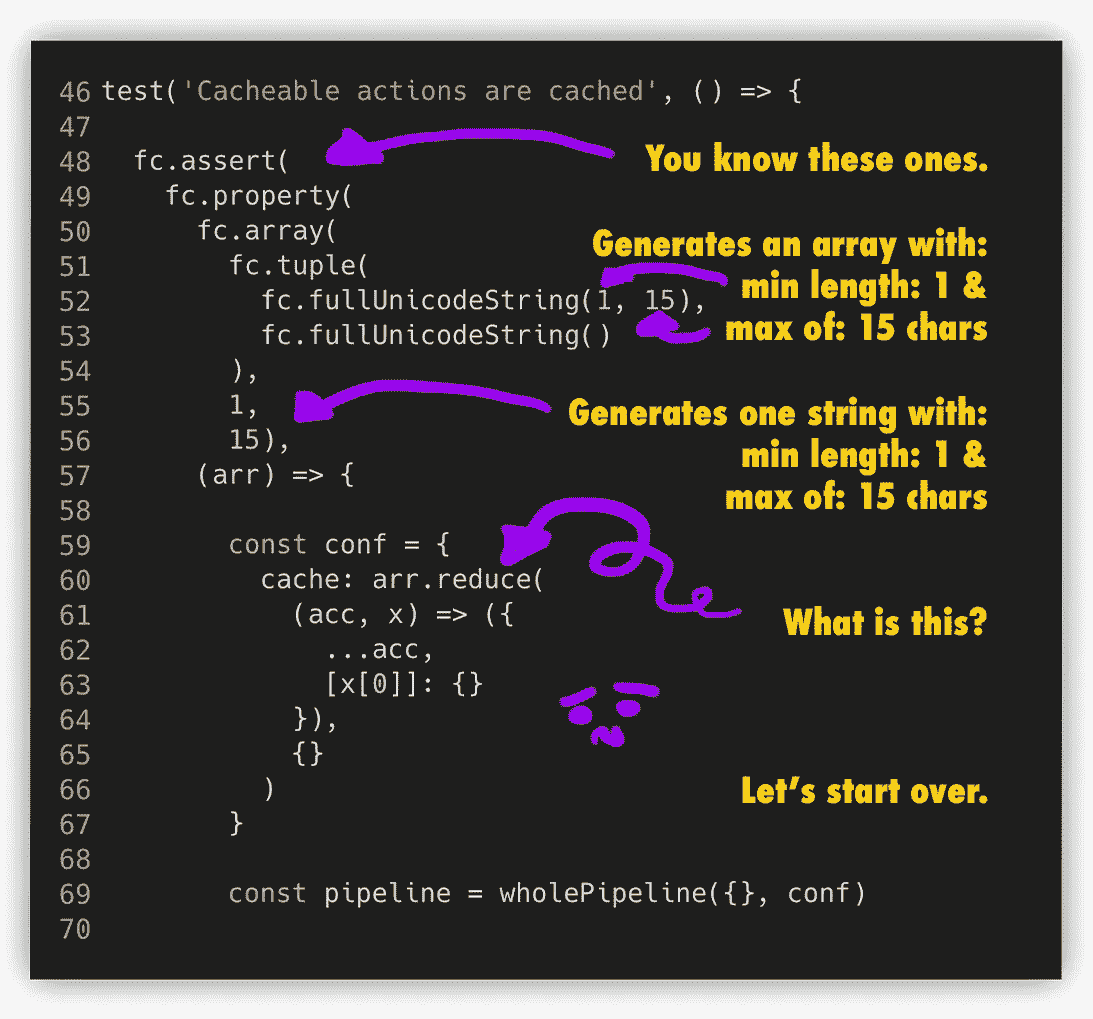 46 test('Cacheable actions are cached', () => {
47
48 fc.assert(
You know these ones.
49 fc.property(
50 fc.array(
Generates an array with:
51 fc.tuple(
min length: 1 &
52 fc.fullUnicodeString(1, 15),
max of: 15 chars
53 fc.fullUnicodeString()
54 ),
55 1,
Generates one string with:
56 15),
min length: 1 &
57 (arr) => {
max of: 15 chars
58
59 const conf = {
60 cache: arr.reduce(
61 (acc, x) => ({
What is this?
62 ...acc,
63 [x[0]]: {}
64 }),
65 {}
66 )
Let's start over.
67 }
68
69 const pipeline = wholePipeline({}, conf)
70